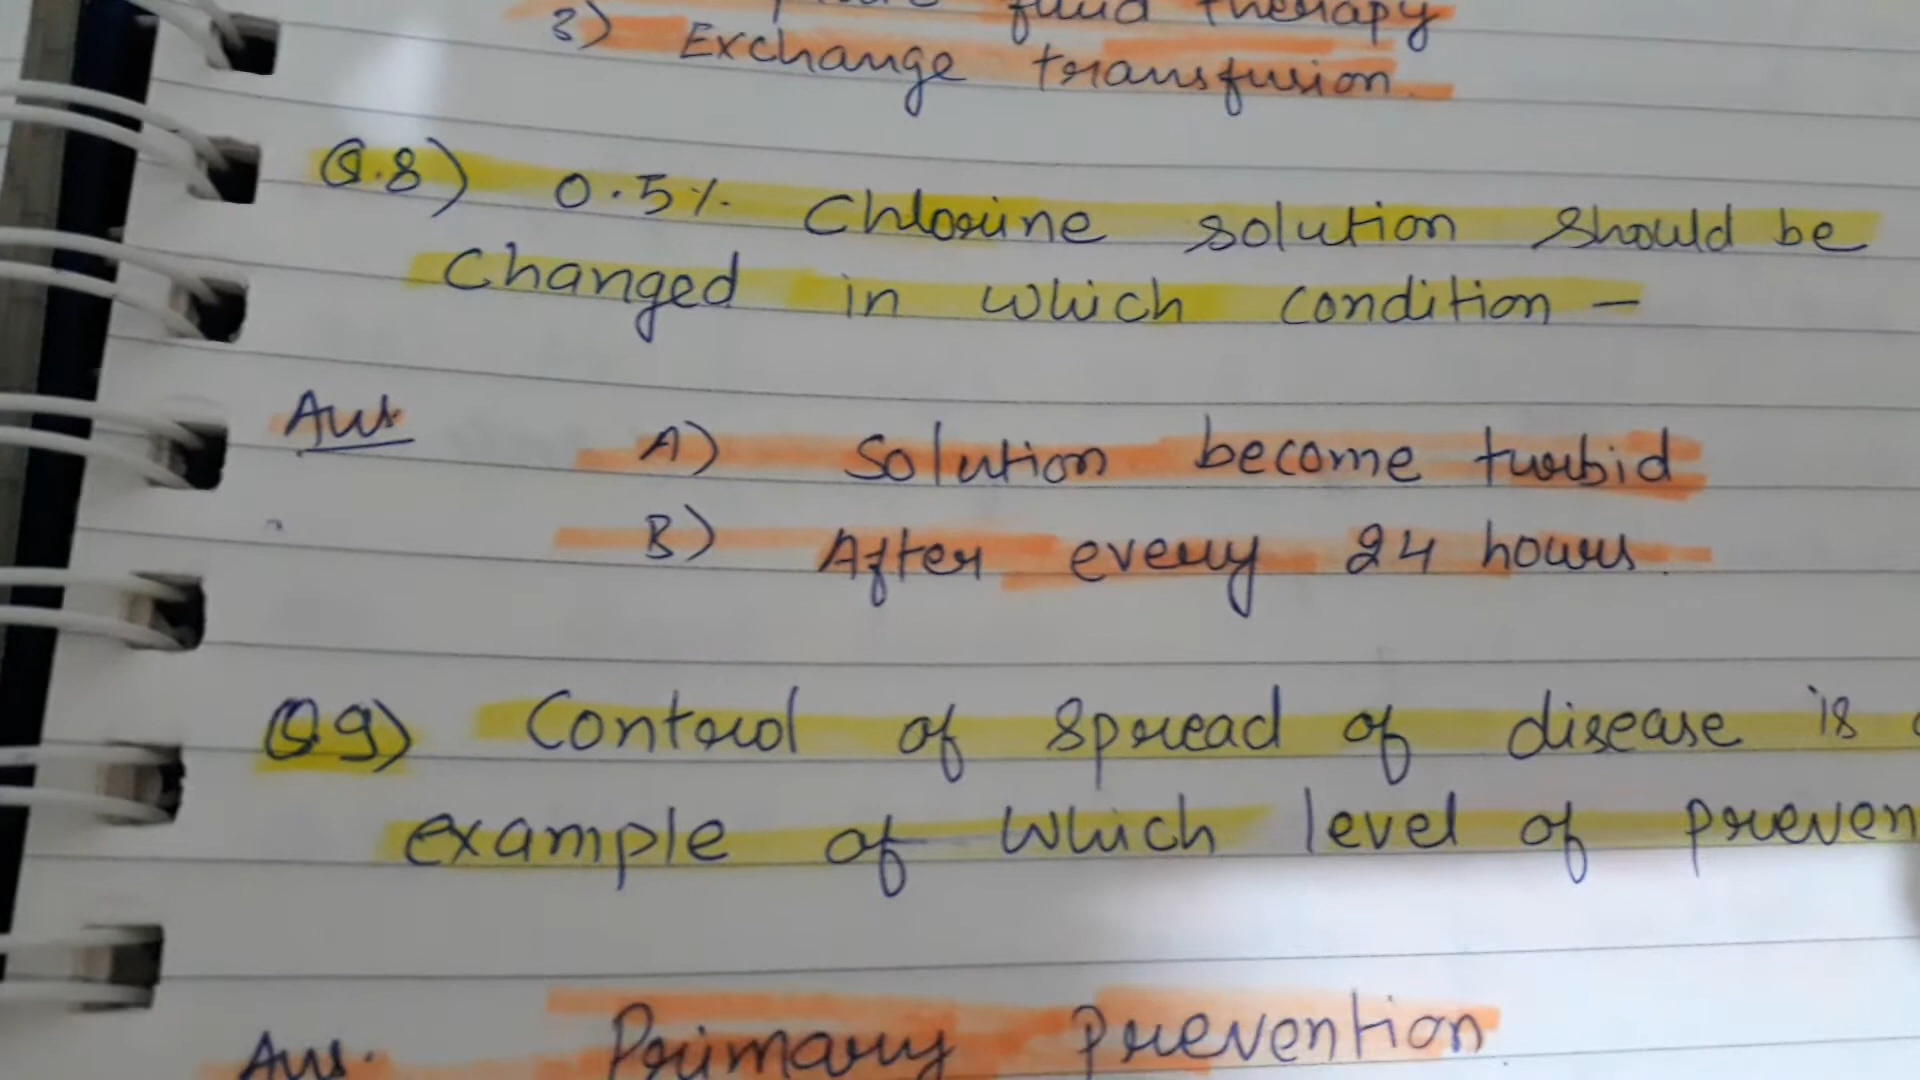 fluid therapy
3) Exchange transfusion.
Q.8) 0.5% Chlorine solution should be
changed in which condition -
Ans A) Solution become turbid
B) After every 24 hours.
Q9) Control of spread of disease is
example of which level of preven
Ans. Primary prevention